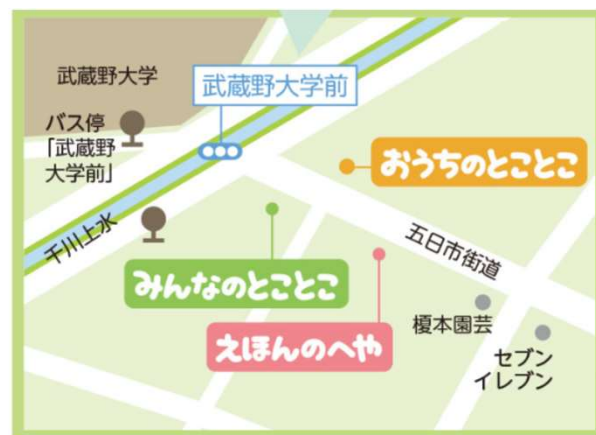 武蔵野大学
武蔵野大学前
バス停
「武蔵野
大学前」
おうちのとことこ
千川上水
五日市街道
みんなのとことこ
えほんのへや
榎本園芸
セブン
イレブン